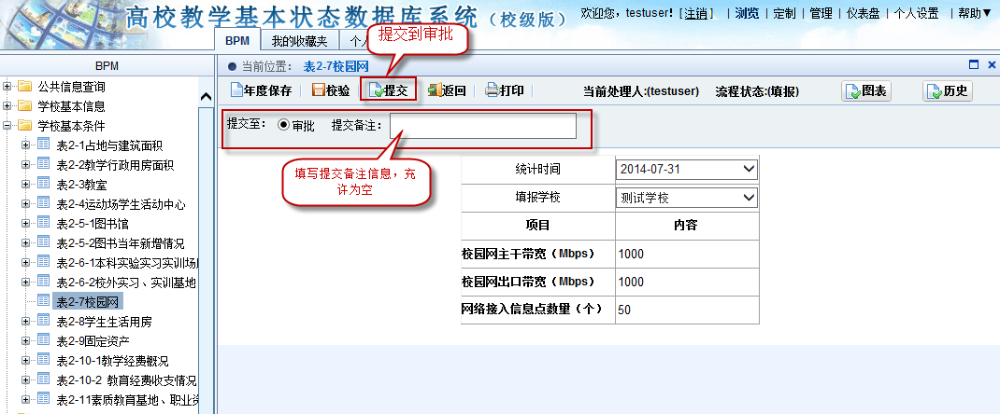 高校教学基本状态数据库系统（校级版）
欢迎您，testuser! [注销] | 浏览 | 定制 | 管理 | 仪表盘 | 个人设置 | 帮助▼
BPM 我的收藏夹 个人
提交到审批
BPM
当前位置： 表2-7校园网
年度保存 校验 提交 返回 打印 当前处理人:(testuser) 流程状态:(填报) 图表 历史
提交至： 审批 提交备注：
填写提交备注信息，充
许为空
公共信息查询
学校基本信息
学校基本条件
表2-1占地与建筑面积
表2-2教学行政用房面积
表2-3教室
表2-4运动场学生活动中心
表2-5-1图书馆
表2-5-2图书当年新增情况
表2-6-1本科实验实习实训场所
表2-6-2校外实习、实训基地
表2-7校园网
表2-8学生生活用房
表2-9固定资产
表2-10-1教学经费概况
表2-10-2 教育经费收支情况
表2-11素质教育基地、职业资
统计时间 2014-07-31
填报学校 测试学校
项目 内容
校园网主干带宽（Mbps） 1000
校园网出口带宽（Mbps） 1000
网络接入信息点数量（个） 50